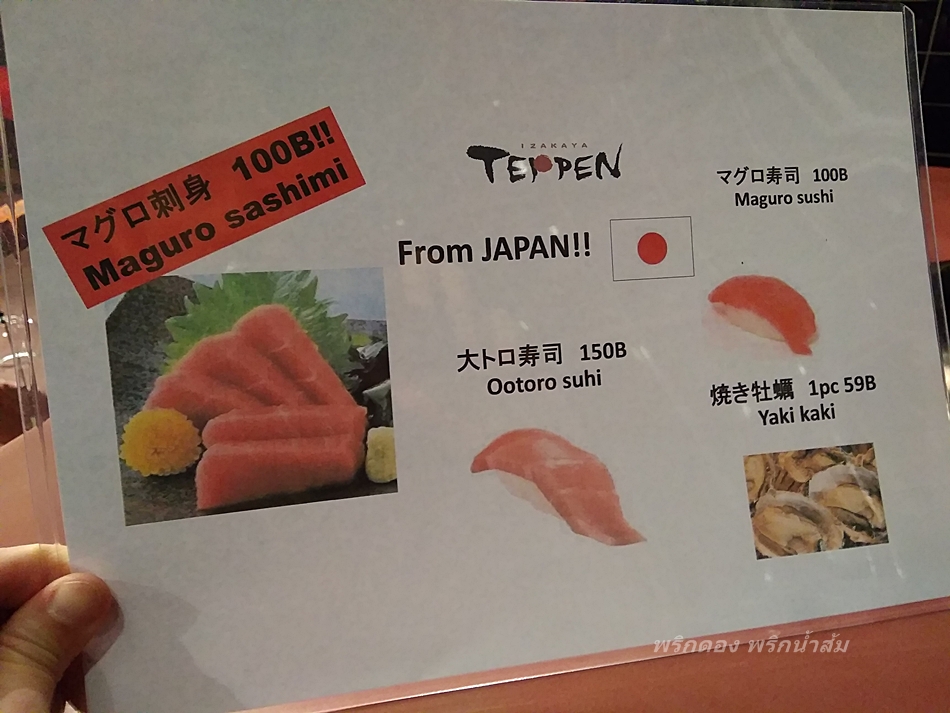 マグロ刺身 100B!!
Maguro sashimi
IZAKAYA
TEPPEN
From JAPAN!!
マグロ寿司 100B
Maguro sushi
大トロ寿司 150B
Ootoro suhi
焼き牡蠣 1pc 59B
Yaki kaki
พริกดอง พริกน้ำส้ม